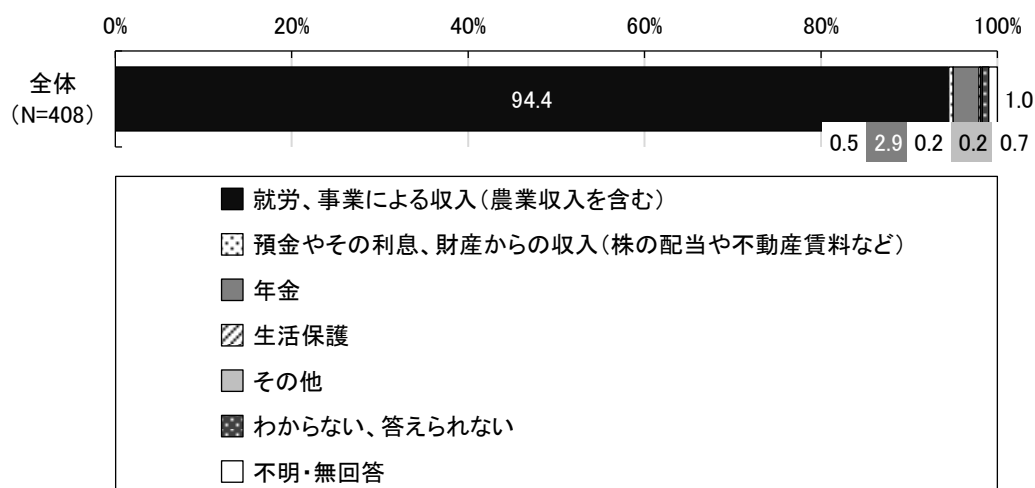 0% 20% 40% 60% 80% 100%
全体
(N=408)
94.4
1.0
0.5 2.9 0.2 0.2 0.7
就労、事業による収入(農業収入を含む)
預金やその利息、財産からの収入(株の配当や不動産賃料など)
年金
生活保護
その他
わからない、答えられない
不明・無回答